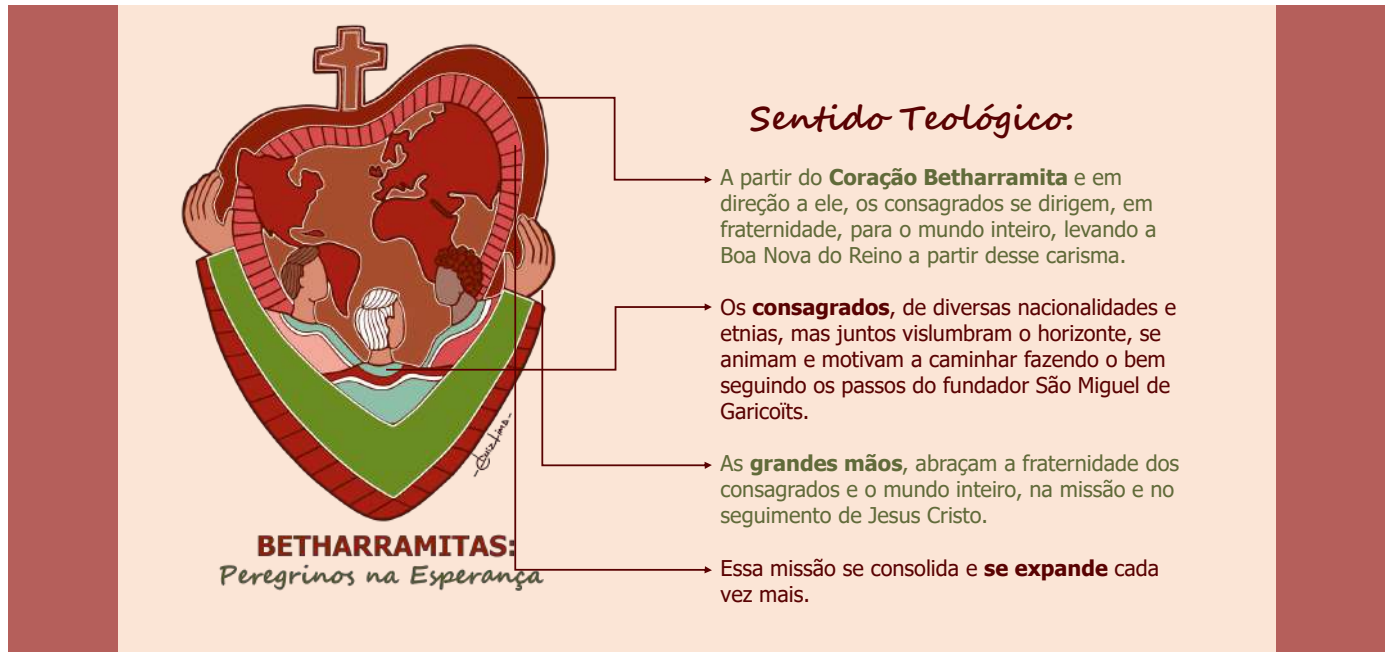 Sentido Teológico:
A partir do Coração Betharramita e em
direção a ele, os consagrados se dirigem, em
fraternidade, para o mundo inteiro, levando a
Boa Nova do Reino a partir desse carisma.
Os consagrados, de diversas nacionalidades e
etnias, mas juntos vislumbram o horizonte, se
animam e motivam a caminhar fazendo o bem
seguindo os passos do fundador São Miguel de
Garicoïts.
As grandes mãos, abraçam a fraternidade dos
consagrados e o mundo inteiro, na missão e no
seguimento de Jesus Cristo.
Essa missão se consolida e se expande cada
vez mais.
-Luiz Lima-
BETHARRAMITAS:
Peregrinos na Esperança